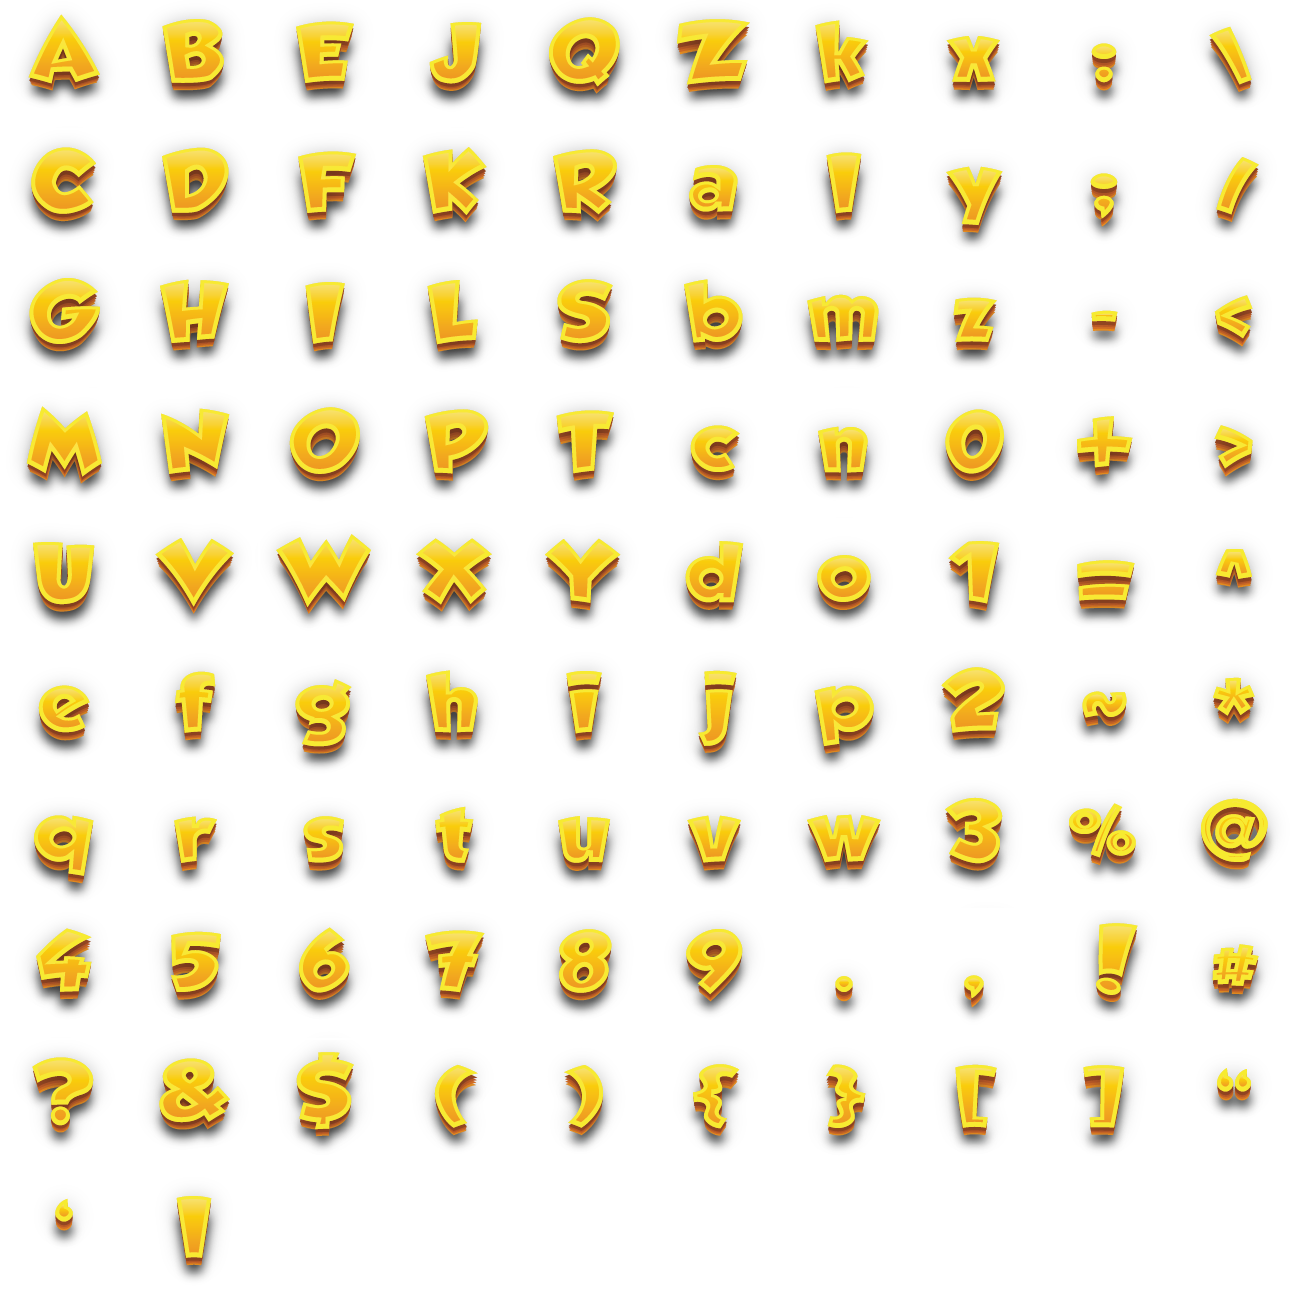 A B E J Q Z k x : \
C D F K R a l y ; /
G H I L S b m z - <
M N O P T c n 0 + >
U V W X Y d o 1 = ^
e f g h i j p 2 ~ *
q r s t u v w 3 % @
4 5 6 7 8 9 . , ! #
? & $ ( ) { } [ ] “
‘ |